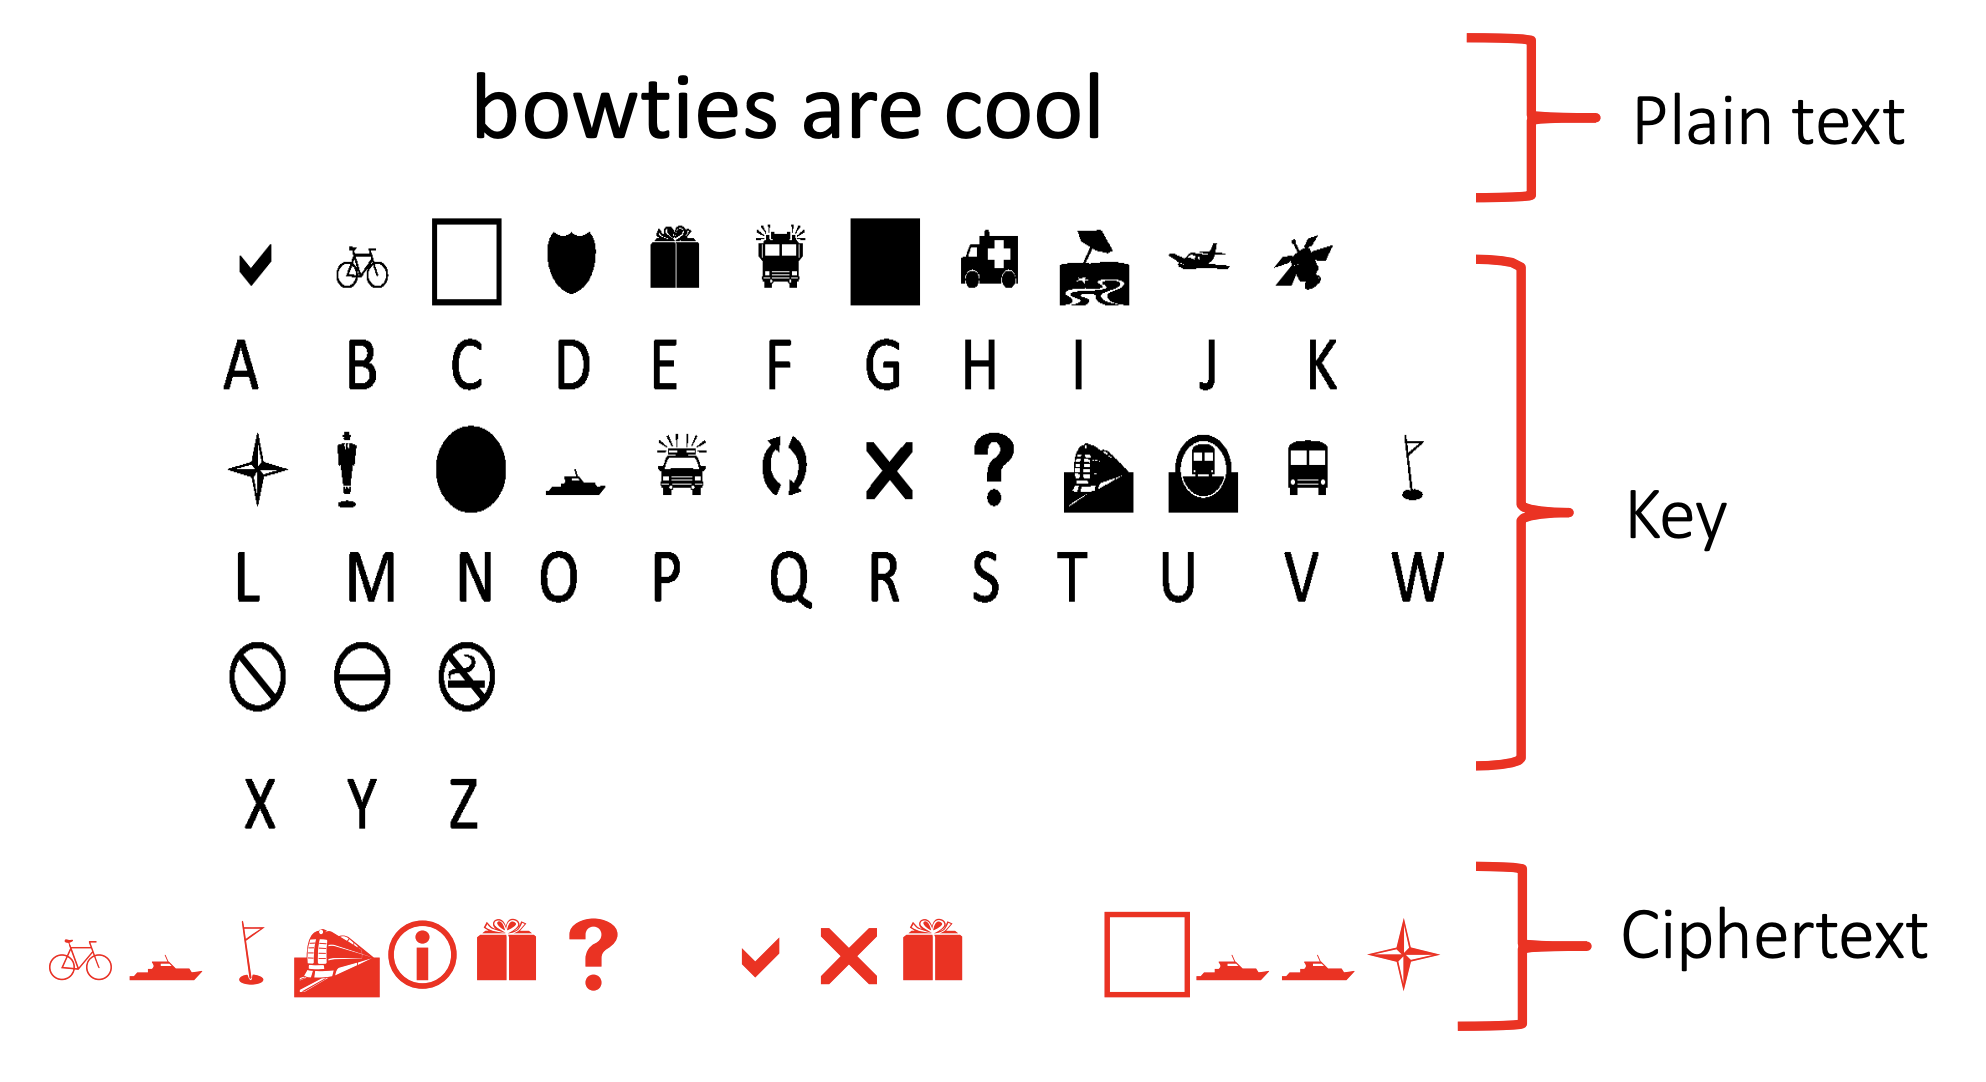 bowties are cool
Plain text
A B C D E F G H I J K
Key
L M N O P Q R S T U V W
X Y Z
Ciphertext